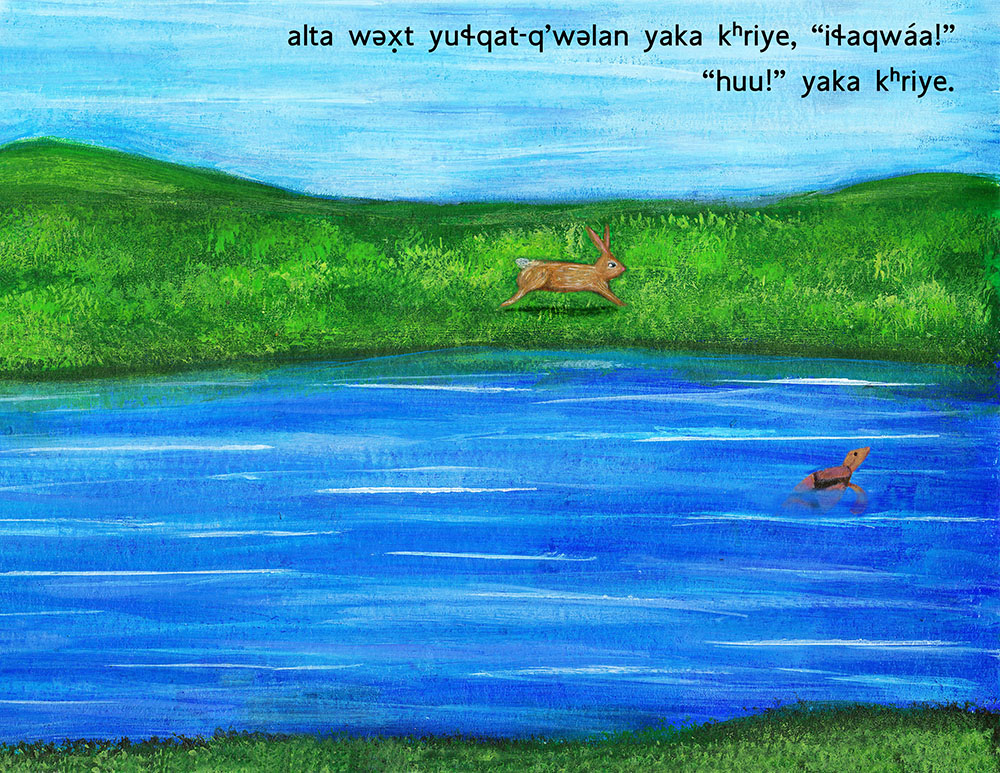 alta wəx̣t yuɬqat-q’wəlan yaka kʰriye, “iɬaqwáa!”
“huu!” yaka kʰriye.